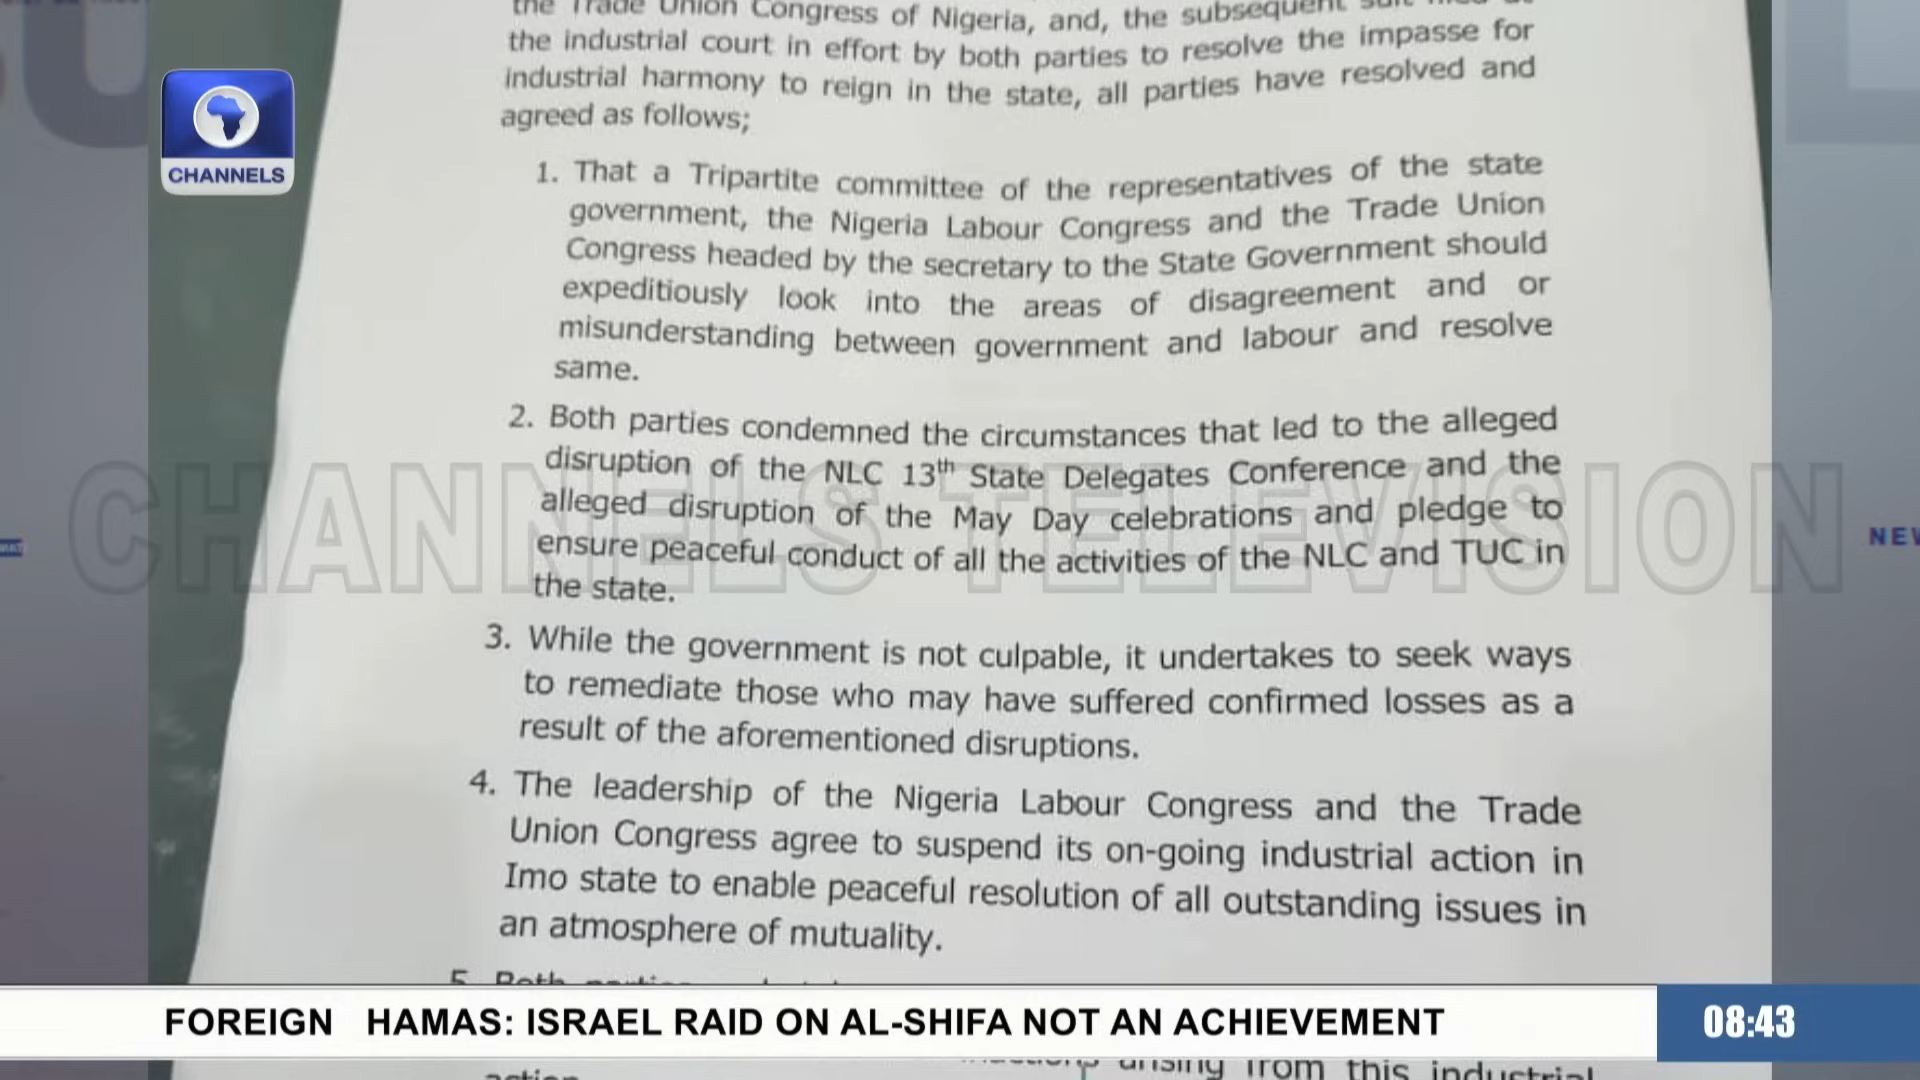 the Trade Union Congress of Nigeria, and, the subsequent suit filed at
the industrial court in effort by both parties to resolve the impasse for
industrial harmony to reign in the state, all parties have resolved and
agreed as follows;
CHANNELS
1. That a Tripartite committee of the representatives of the state
government, the Nigeria Labour Congress and the Trade Union
Congress headed by the secretary to the State Government should
expeditiously look into the areas of disagreement and or
misunderstanding between government and labour and resolve
same.
2. Both parties condemned the circumstances that led to the alleged
disruption of the NLC 13th State Delegates Conference and the
alleged disruption of the May Day celebrations and pledge to
ensure peaceful conduct of all the activities of the NLC and TUC in
the state.
CHANNELS TELEVISION
3. While the government is not culpable, it undertakes to seek ways
to remediate those who may have suffered confirmed losses as a
result of the aforementioned disruptions.
4. The leadership of the Nigeria Labour Congress and the Trade
Union Congress agree to suspend its on-going industrial action in
Imo state to enable peaceful resolution of all outstanding issues in
an atmosphere of mutuality.
5. Both parties
FOREIGN HAMAS: ISRAEL RAID ON AL-SHIFA NOT AN ACHIEVEMENT
08:43
arising from this industrial
action